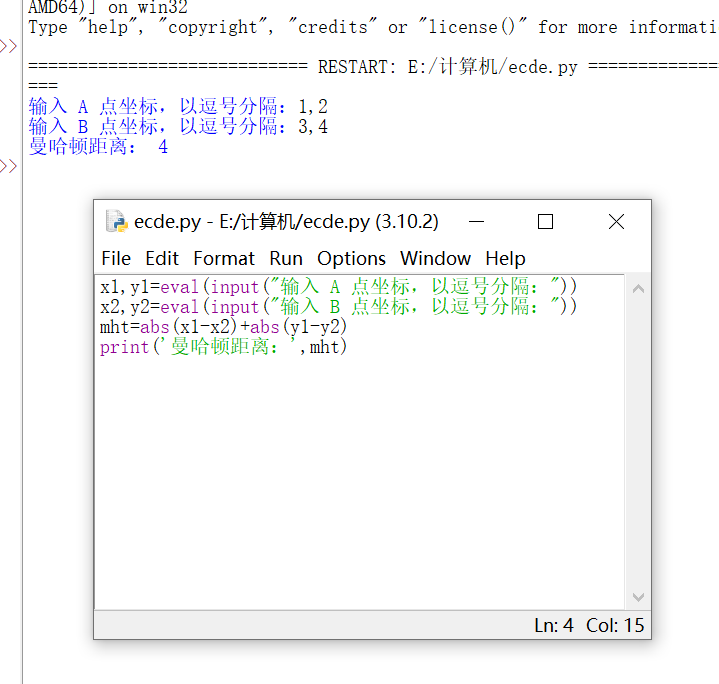 AMD64)] on win32
Type "help", "copyright", "credits" or "license()" for more informati
>>
============================ RESTART: E:/计算机/ecde.py =============
===
输入 A 点坐标，以逗号分隔：1,2
输入 B 点坐标，以逗号分隔：3,4
曼哈顿距离： 4
>>
ecde.py - E:/计算机/ecde.py (3.10.2)
File Edit Format Run Options Window Help
x1,y1=eval(input("输入 A 点坐标，以逗号分隔："))
x2,y2=eval(input("输入 B 点坐标，以逗号分隔："))
mht=abs(x1-x2)+abs(y1-y2)
print('曼哈顿距离：',mht)
Ln: 4 Col: 15